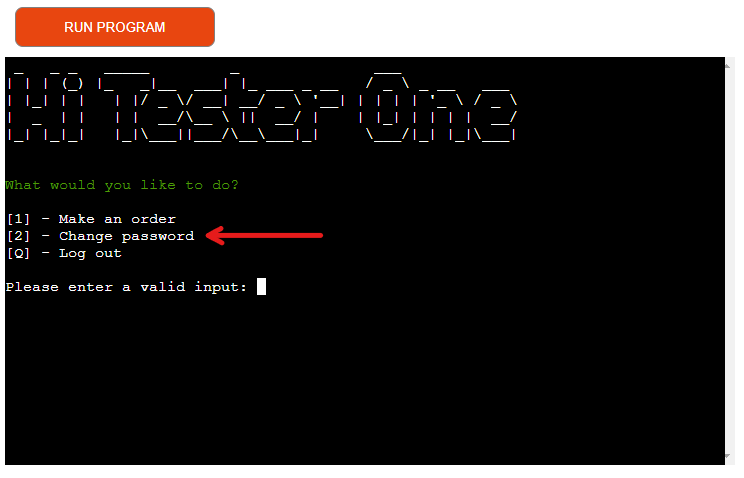 RUN PROGRAM
Hi Tester One
What would you like to do?
[1] - Make an order
[2] - Change password
[Q] - Log out
Please enter a valid input: